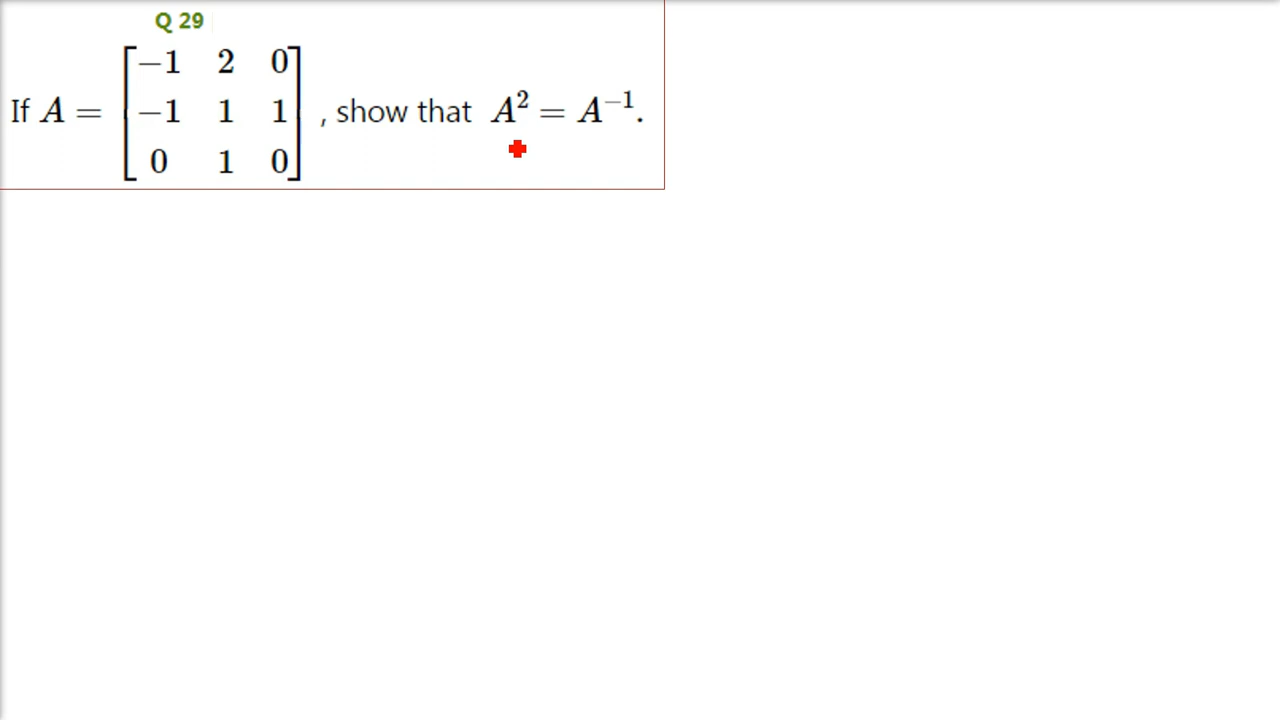 Q 29
If A = [−1 2 0
−1 1 1
0 1 0] , show that A² = A⁻¹.